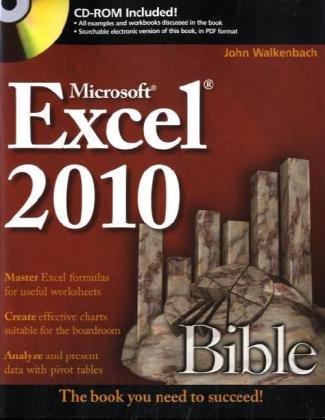 CD-ROM Included!
• All examples and workbooks discussed in the book
• Searchable electronic version of this book, in PDF format
John Walkenbach
Microsoft®
Excel®
2010
Master Excel formulas
for useful worksheets
Create effective charts
suitable for the boardroom
Analyze and present
data with pivot tables
Bible
The book you need to succeed!